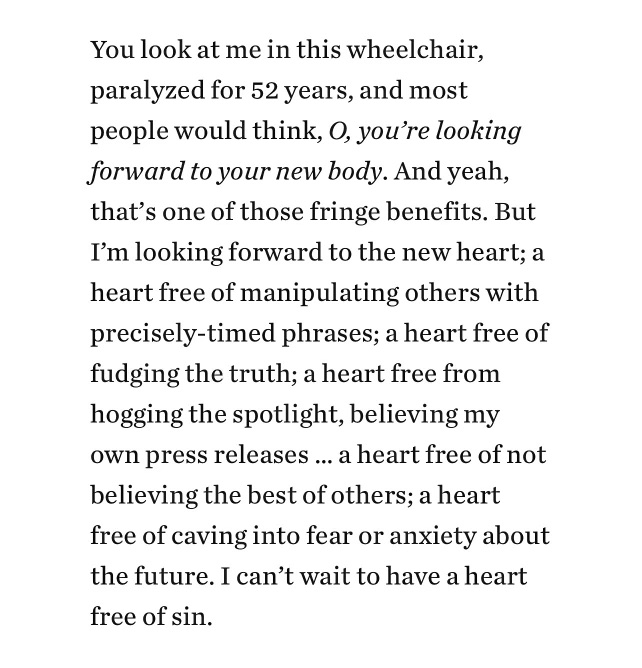 You look at me in this wheelchair,
paralyzed for 52 years, and most
people would think, O, you’re looking
forward to your new body. And yeah,
that’s one of those fringe benefits. But
I’m looking forward to the new heart; a
heart free of manipulating others with
precisely-timed phrases; a heart free of
fudging the truth; a heart free from
hogging the spotlight, believing my
own press releases ... a heart free of not
believing the best of others; a heart
free of caving into fear or anxiety about
the future. I can’t wait to have a heart
free of sin.